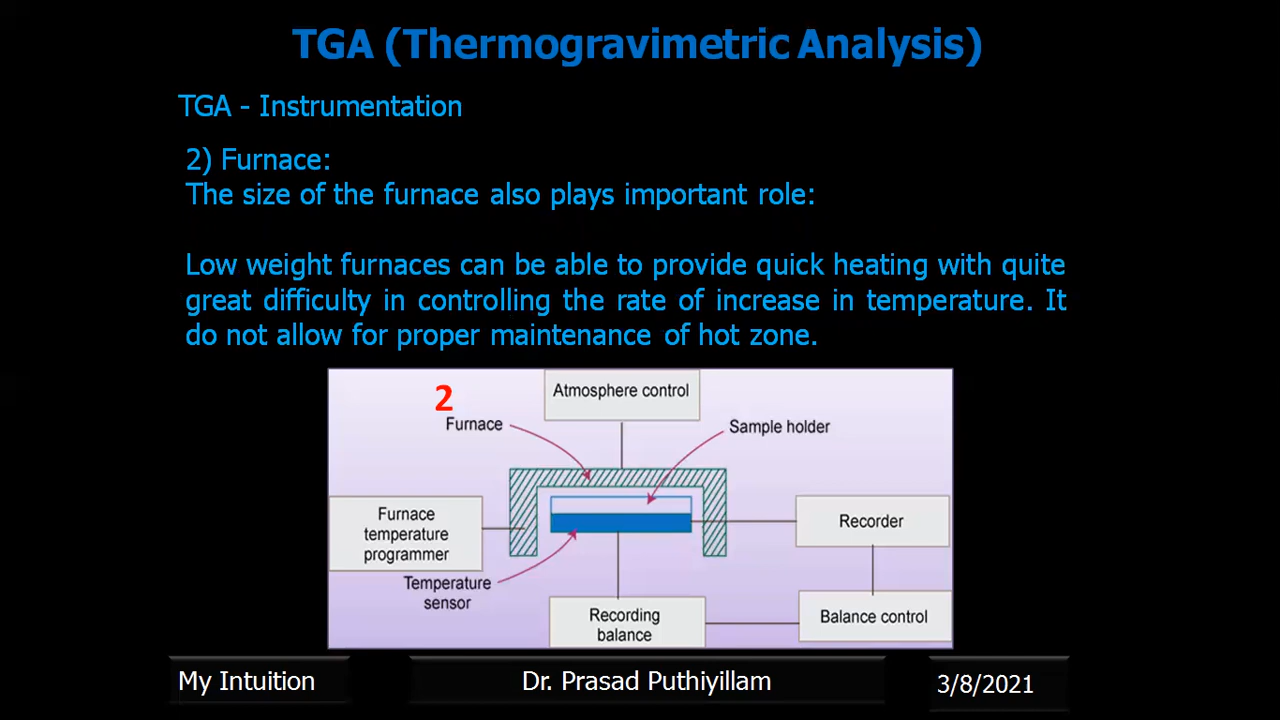 TGA (Thermogravimetric Analysis)
TGA - Instrumentation
2) Furnace:
The size of the furnace also plays important role:
Low weight furnaces can be able to provide quick heating with quite
great difficulty in controlling the rate of increase in temperature. It
do not allow for proper maintenance of hot zone.
2
Atmosphere control
Furnace
Sample holder
Furnace
temperature
programmer
Recorder
Temperature
sensor
Recording
balance
Balance control
My Intuition
Dr. Prasad Puthiyillam
3/8/2021